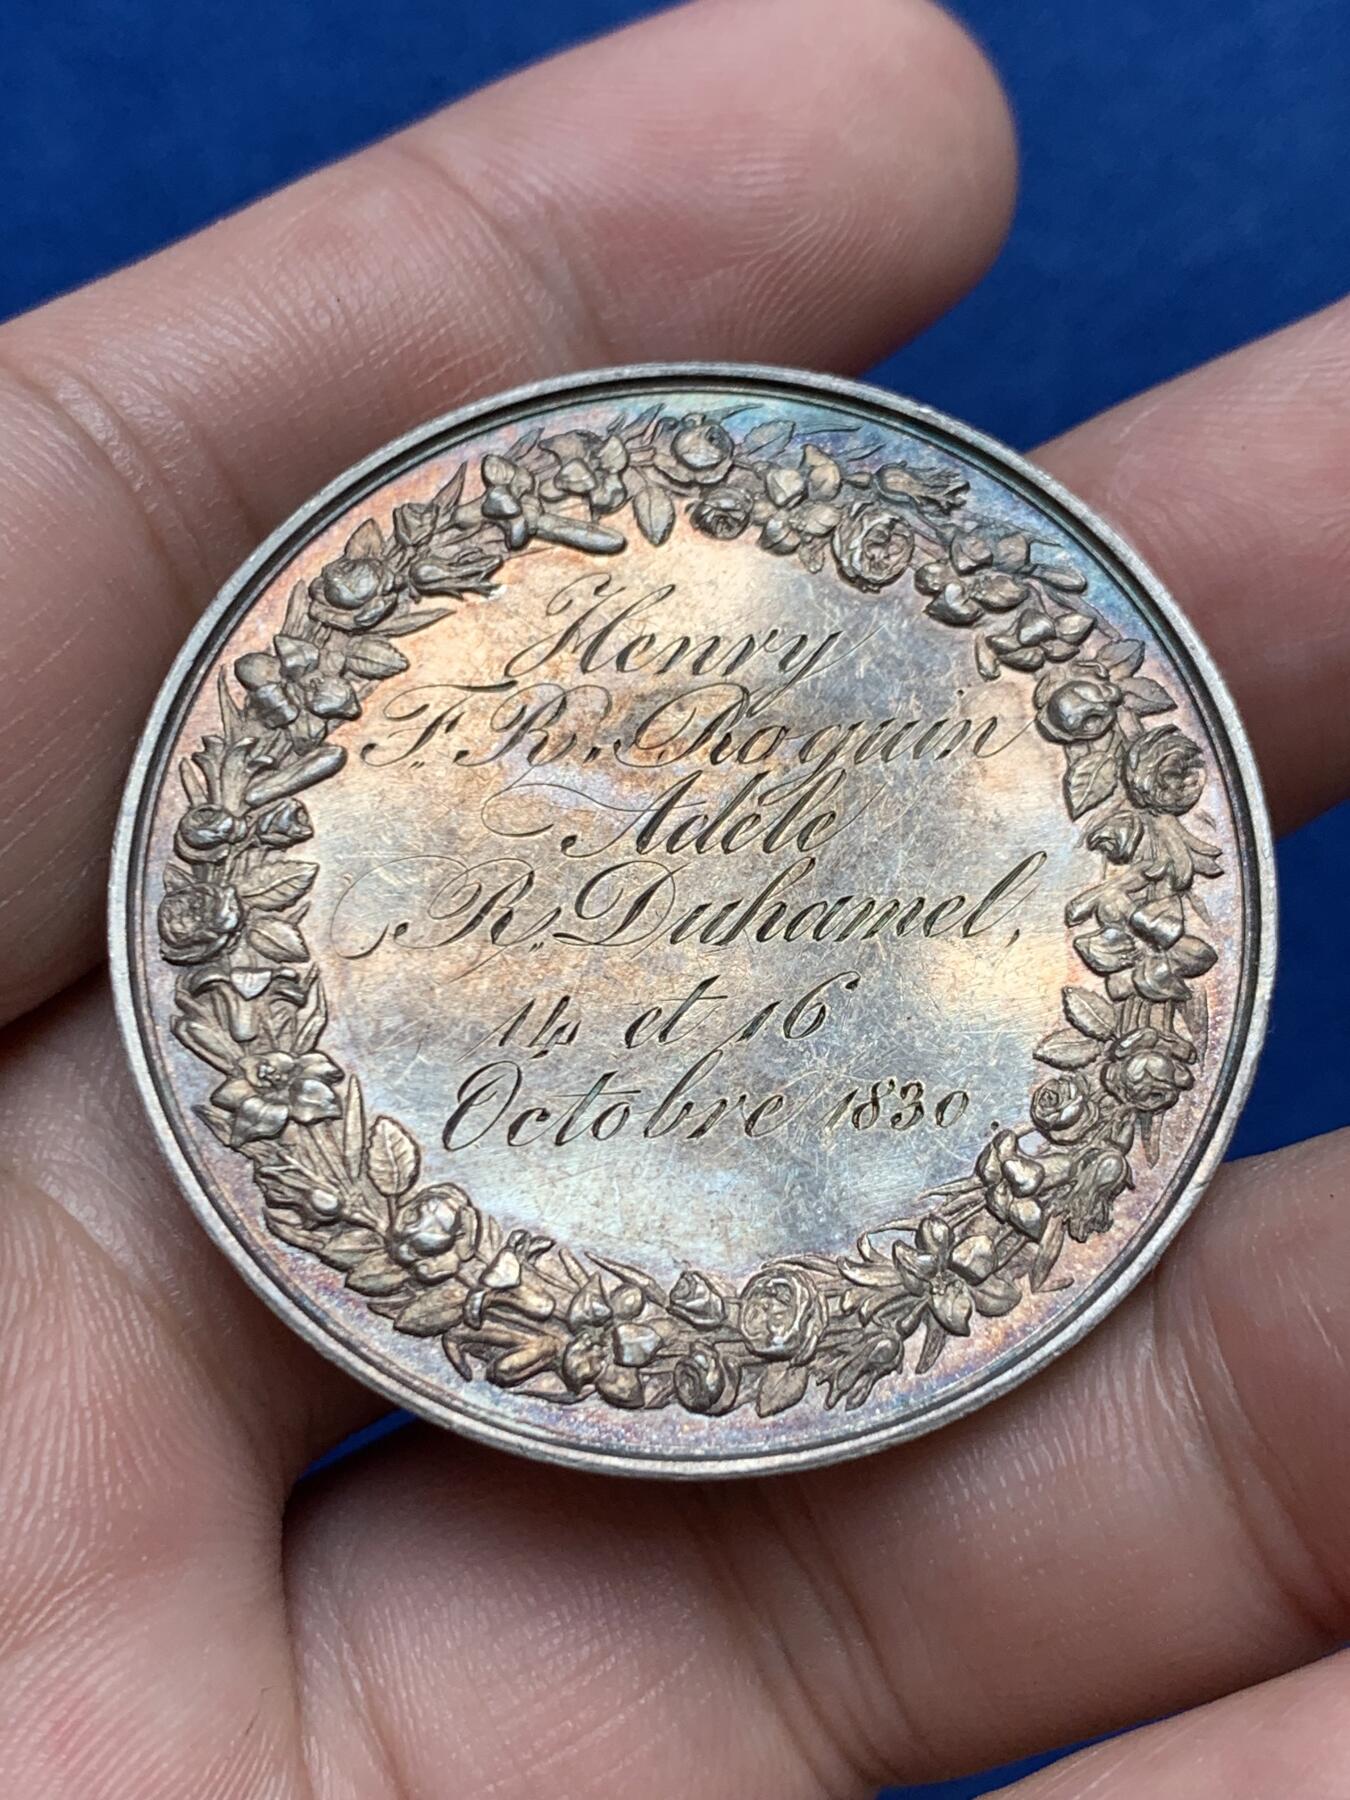 Henry
F. R. Roguin
Adèle
R. Duhamel,
14 et 16
Octobre 1830.